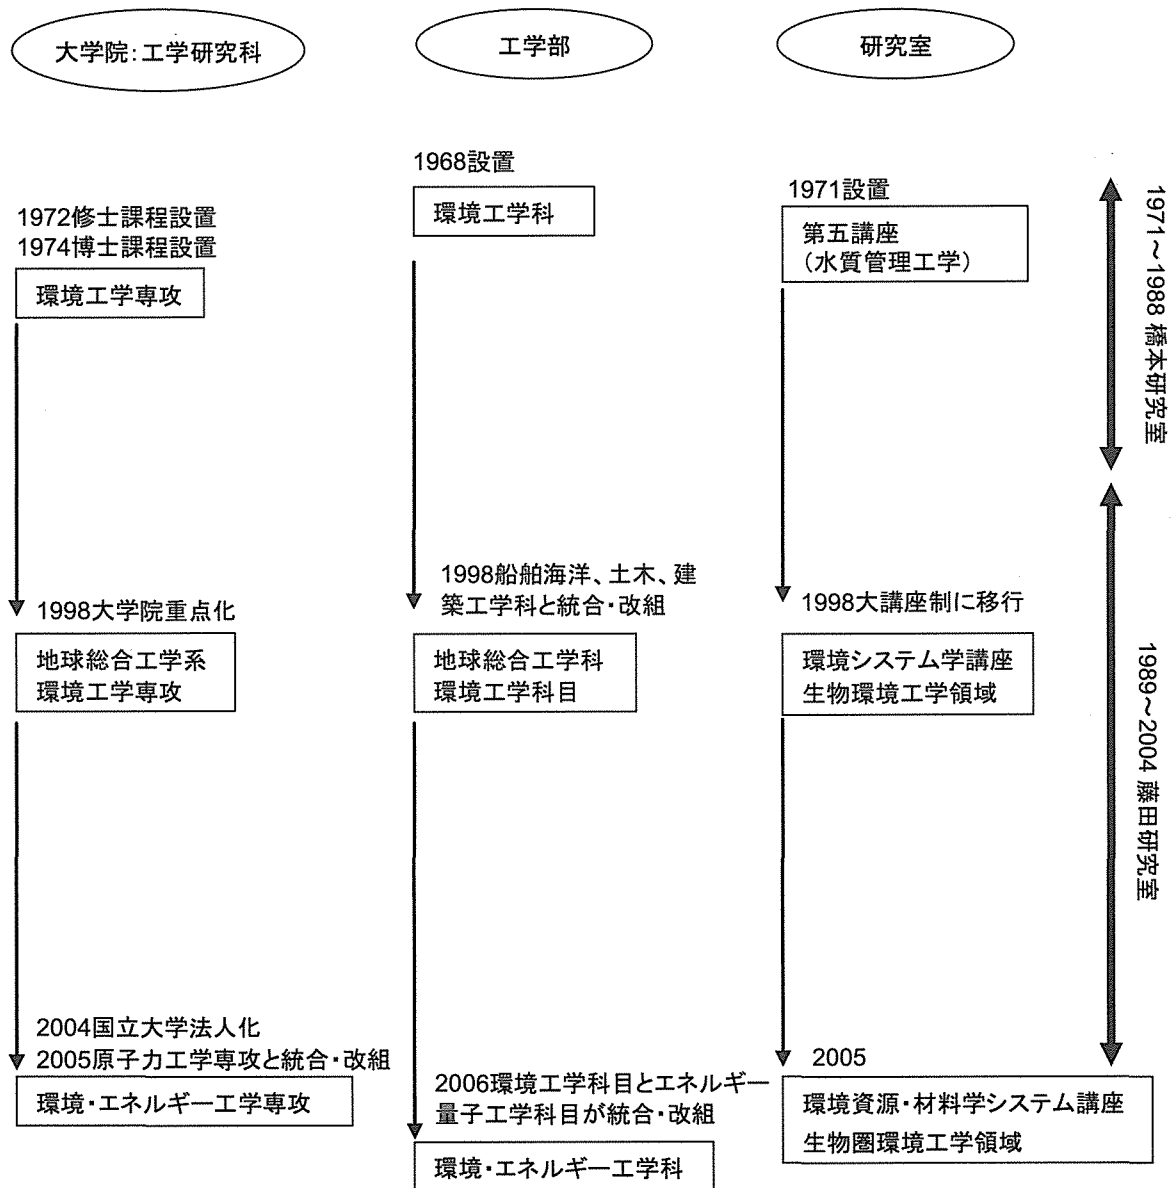 大学院：工学研究科
工学部
研究室
1972修士課程設置
1974博士課程設置
環境工学専攻
1998大学院重点化
地球総合工学系
環境工学専攻
2004国立大学法人化
2005原子力工学専攻と統合・改組
環境・エネルギー工学専攻
1968設置
環境工学科
1998船舶海洋、土木、建
築工学科と統合・改組
地球総合工学科
環境工学科目
2006環境工学科目とエネルギー
量子工学科目が統合・改組
環境・エネルギー工学科
1971設置
第五講座
（水質管理工学）
1998大講座制に移行
環境システム学講座
生物環境工学領域
2005
環境資源・材料学システム講座
生物圏環境工学領域
1971～1988 橋本研究室
1989～2004 藤田研究室